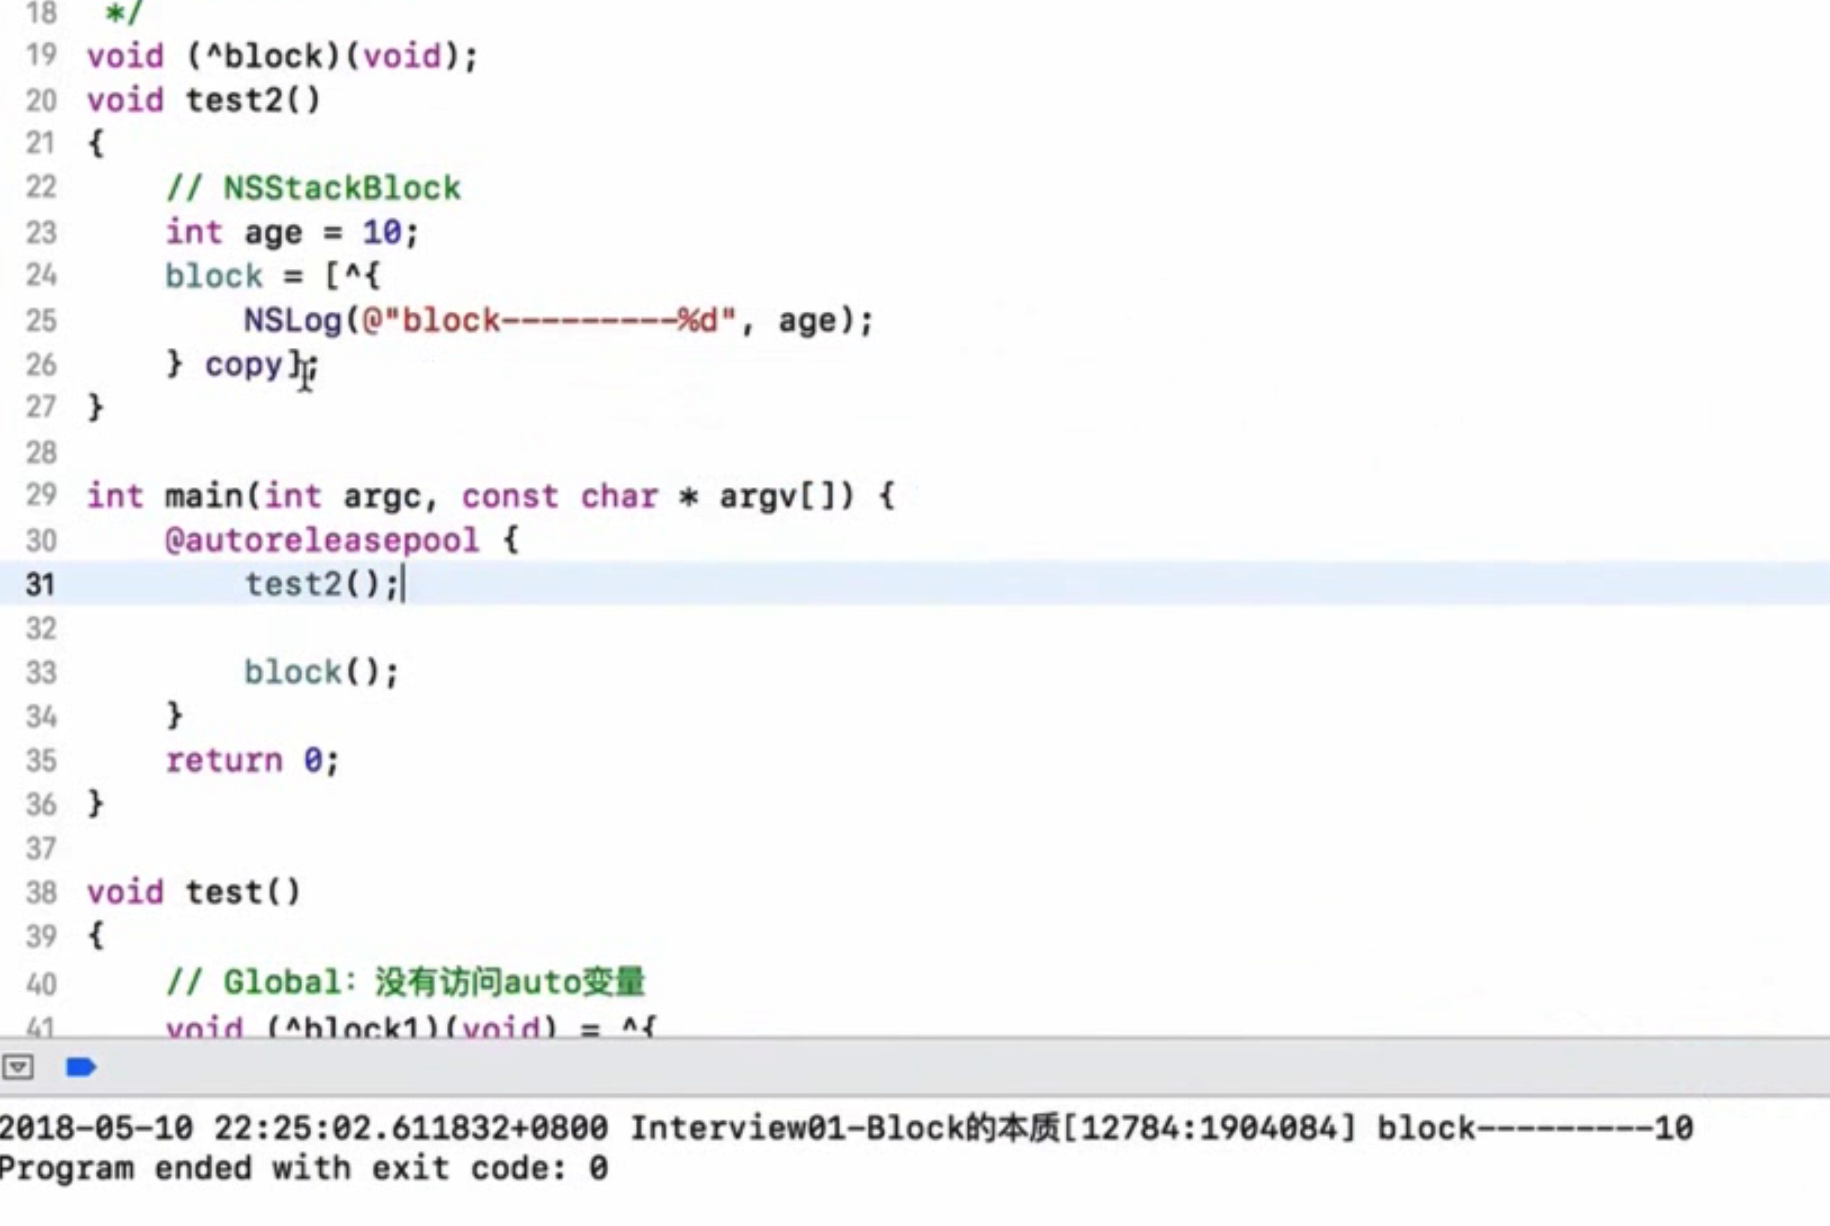 18 */
19 void (^block)(void);
20 void test2()
21 {
22 // NSStackBlock
23 int age = 10;
24 block = [^{
25 NSLog(@"block---------%d", age);
26 } copy];
27 }
28
29 int main(int argc, const char * argv[]) {
30 @autoreleasepool {
31 test2();
32
33 block();
34 }
35 return 0;
36 }
37
38 void test()
39 {
40 // Global：没有访问auto变量
41 void (^block1)(void) = ^{
2018-05-10 22:25:02.611832+0800 Interview01-Block的本质[12784:1904084] block---------10
Program ended with exit code: 0